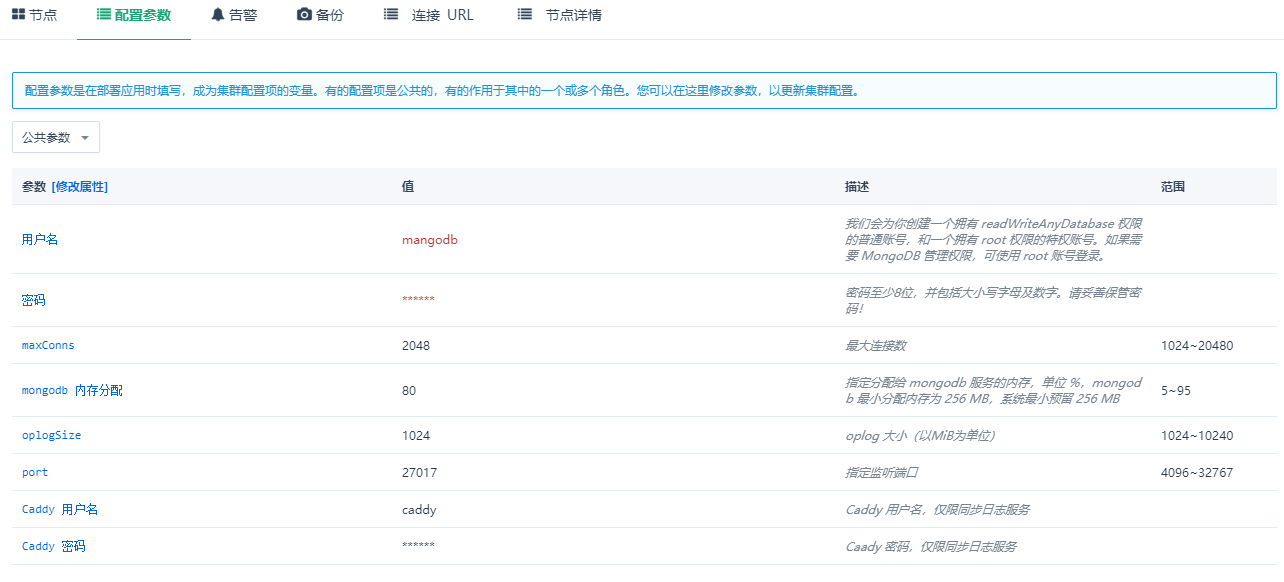 节点 配置参数 告警 备份 连接 URL 节点详情
配置参数是在部署应用时填写，成为集群配置项的变量。有的配置项是公共的，有的作用于其中的一个或多个角色。您可以在这里修改参数，以更新集群配置。
公共参数
参数 [修改属性] 值 描述 范围
我们会为你创建一个拥有 readWriteAnyDatabase 权限
用户名 mangodb 的普通账号，和一个拥有 root 权限的特权账号。如果需
要 MongoDB 管理权限，可使用 root 账号登录。
密码 ****** 密码至少8位，并包括大小写字母及数字。请妥善保管密
码！
maxConns 2048 最大连接数 1024~20480
mongodb 内存分配 80 指定分配给 mongodb 服务的内存，单位 %，mongod 5~95
b 最小分配内存为 256 MB，系统最小预留 256 MB
oplogSize 1024 oplog 大小（以MiB为单位） 1024~10240
port 27017 指定监听端口 4096~32767
Caddy 用户名 caddy Caddy 用户名，仅限同步日志服务
Caddy 密码 ****** Caady 密码，仅限同步日志服务